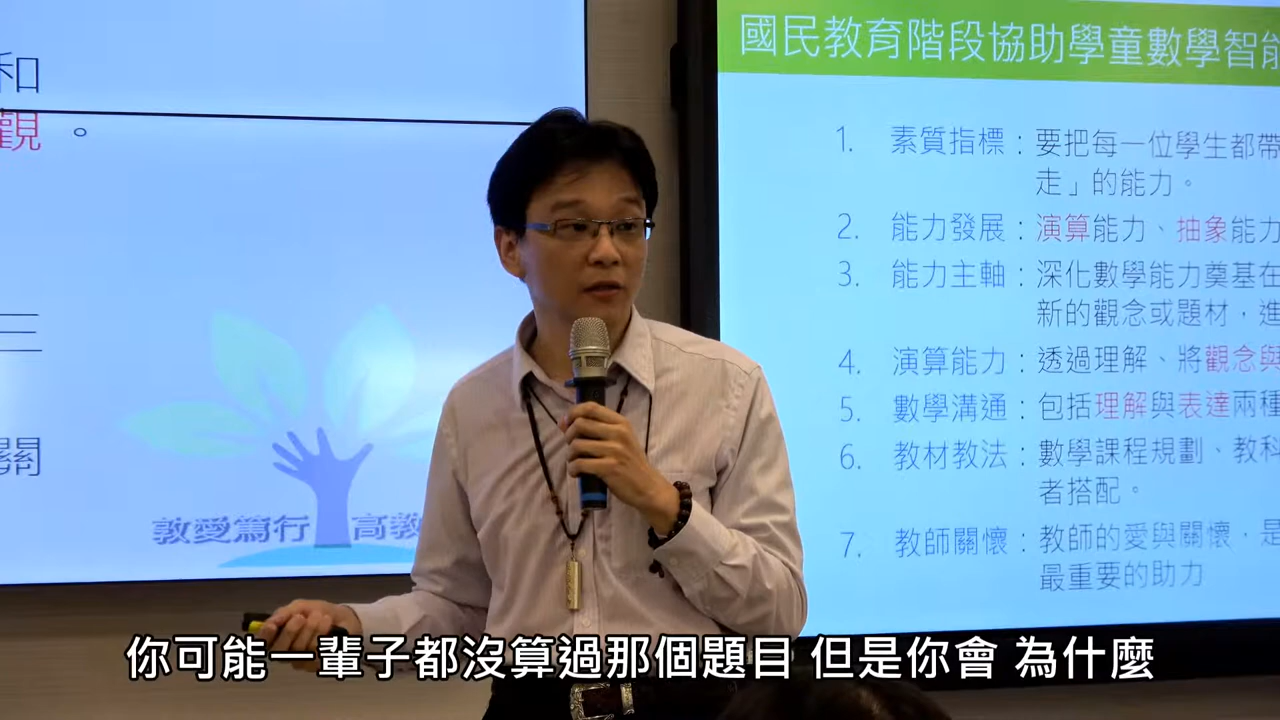 和
觀。
三
關
敦愛篤行 高教
國民教育階段協助學童數學智能
1. 素質指標：要把每一位學生都帶
走」的能力。
2. 能力發展：演算能力、抽象能力
3. 能力主軸：深化數學能力奠基在
新的觀念或題材，進
4. 演算能力：透過理解、將觀念與
5. 數學溝通：包括理解與表達兩種
6. 教材教法：數學課程規劃、教科
者搭配。
7. 教師關懷：教師的愛與關懷，是
最重要的助力
你可能一輩子都沒算過那個題目 但是你會 為什麼